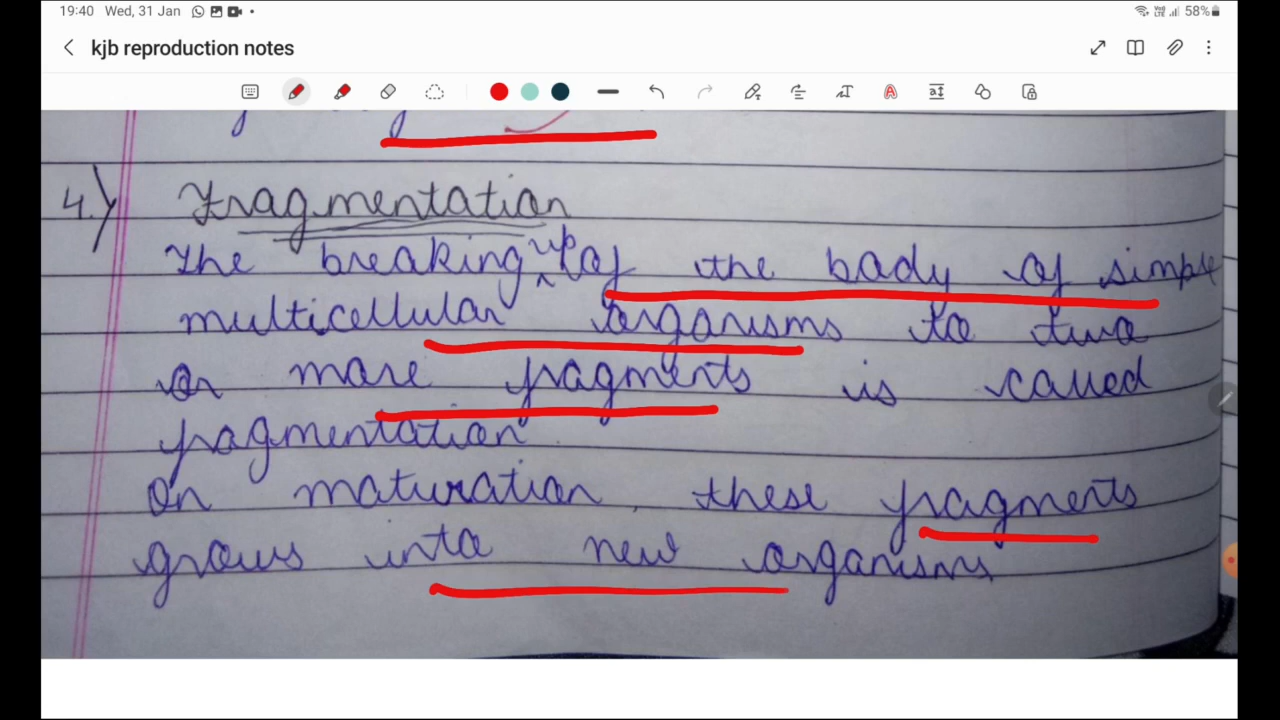 19:40 Wed, 31 Jan
58%
kjb reproduction notes
4.) Fragmentation
The breaking up of the body of simple
multicellular organisms to two
or more fragments is called
fragmentation.
On maturation, these fragments
grows into new organisms